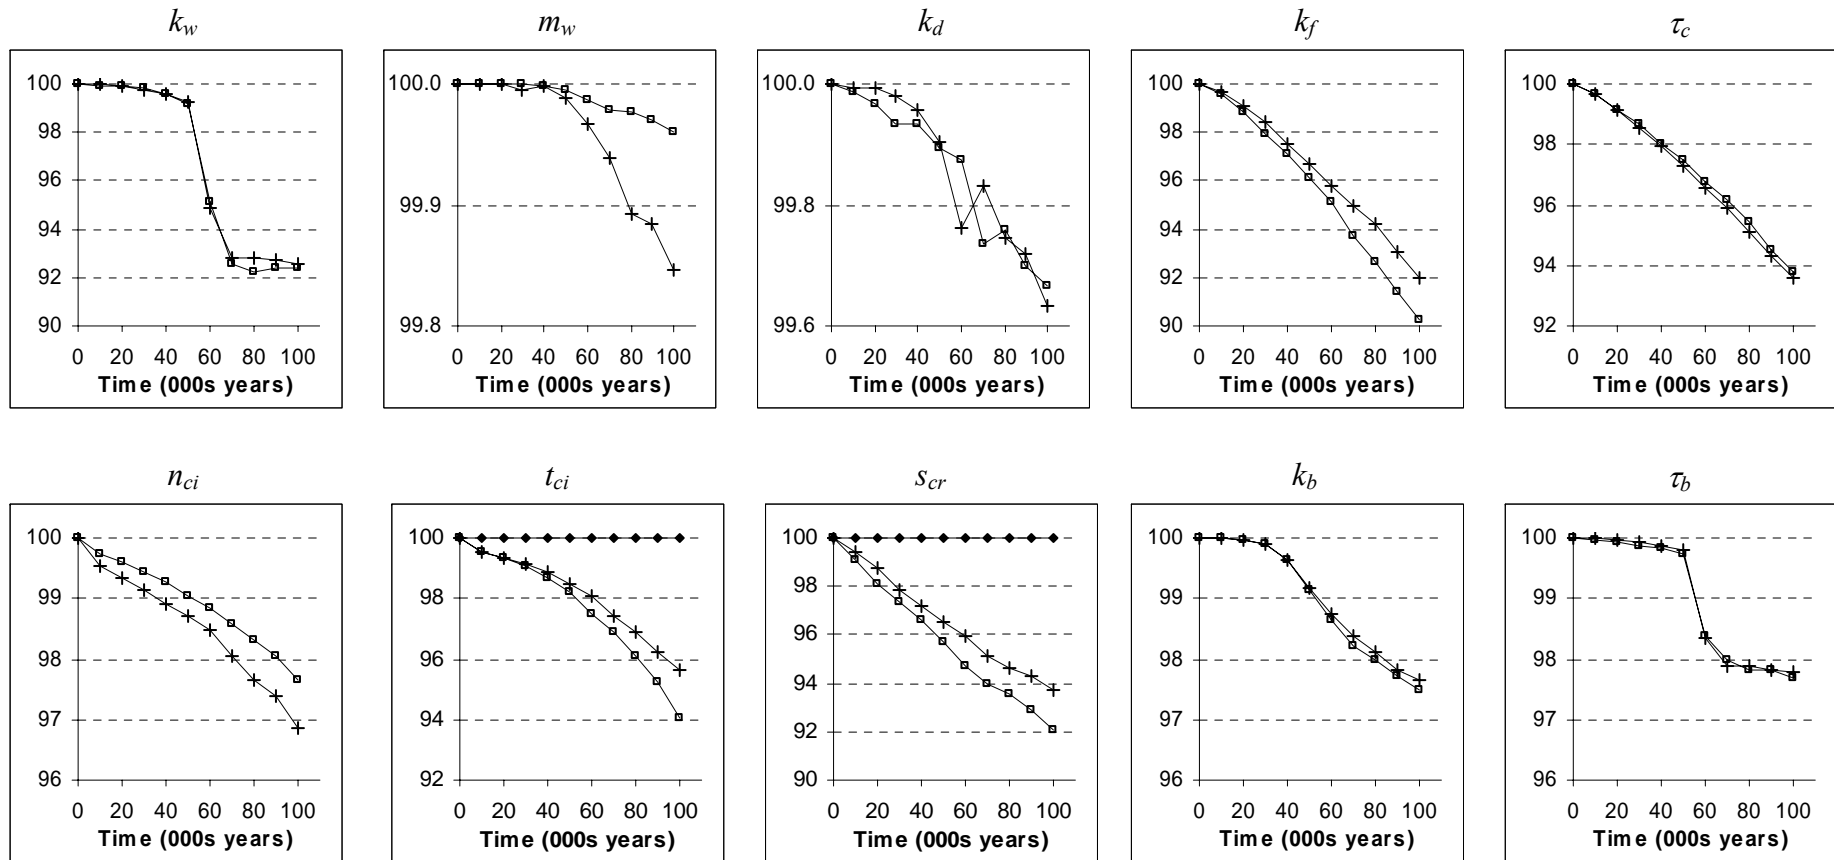 k_w m_w k_d k_f τ_c
100 100.0 100.0 100 100
98 98 98
96 99.9 99.8 96 96
94 94 94
92 92
90 99.8 99.6 90 92
0 20 40 60 80 100 0 20 40 60 80 100 0 20 40 60 80 100 0 20 40 60 80 100 0 20 40 60 80 100
Time (000s years) Time (000s years) Time (000s years) Time (000s years) Time (000s years)
n_ci t_ci s_cr k_b τ_b
100 100 100 100 100
98
99 98 99 99
96
98 96 98 98
94
97 94 97 97
92
96 92 90 96 96
0 20 40 60 80 100 0 20 40 60 80 100 0 20 40 60 80 100 0 20 40 60 80 100 0 20 40 60 80 100
Time (000s years) Time (000s years) Time (000s years) Time (000s years) Time (000s years)